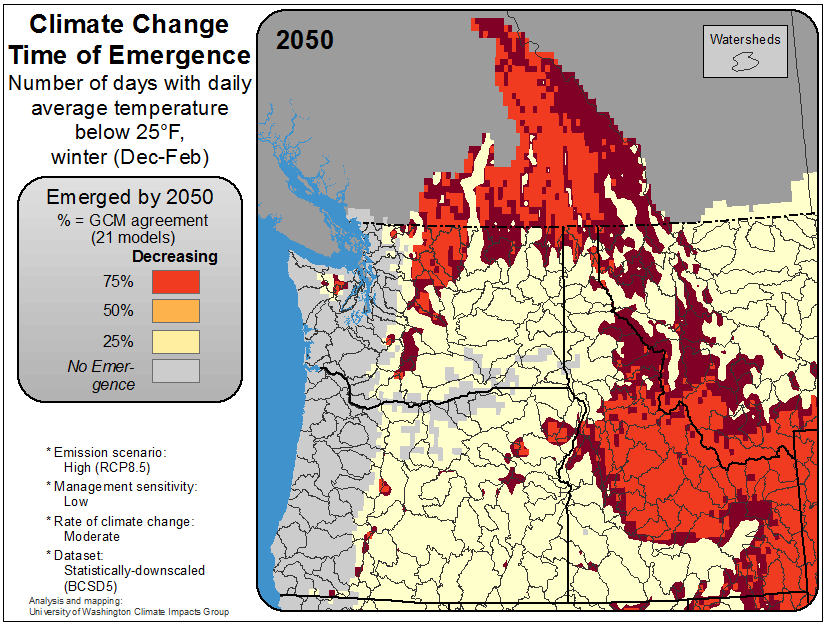 Climate Change
Time of Emergence
Number of days with daily
average temperature
below 25°F,
winter (Dec-Feb)
Emerged by 2050
% = GCM agreement
(21 models)
Decreasing
75%
50%
25%
No Emer-
gence
* Emission scenario:
High (RCP8.5)
* Management sensitivity:
Low
* Rate of climate change:
Moderate
* Dataset:
Statistically-downscaled
(BCSD5)
Analysis and mapping:
University of Washington Climate Impacts Group
2050
Watersheds